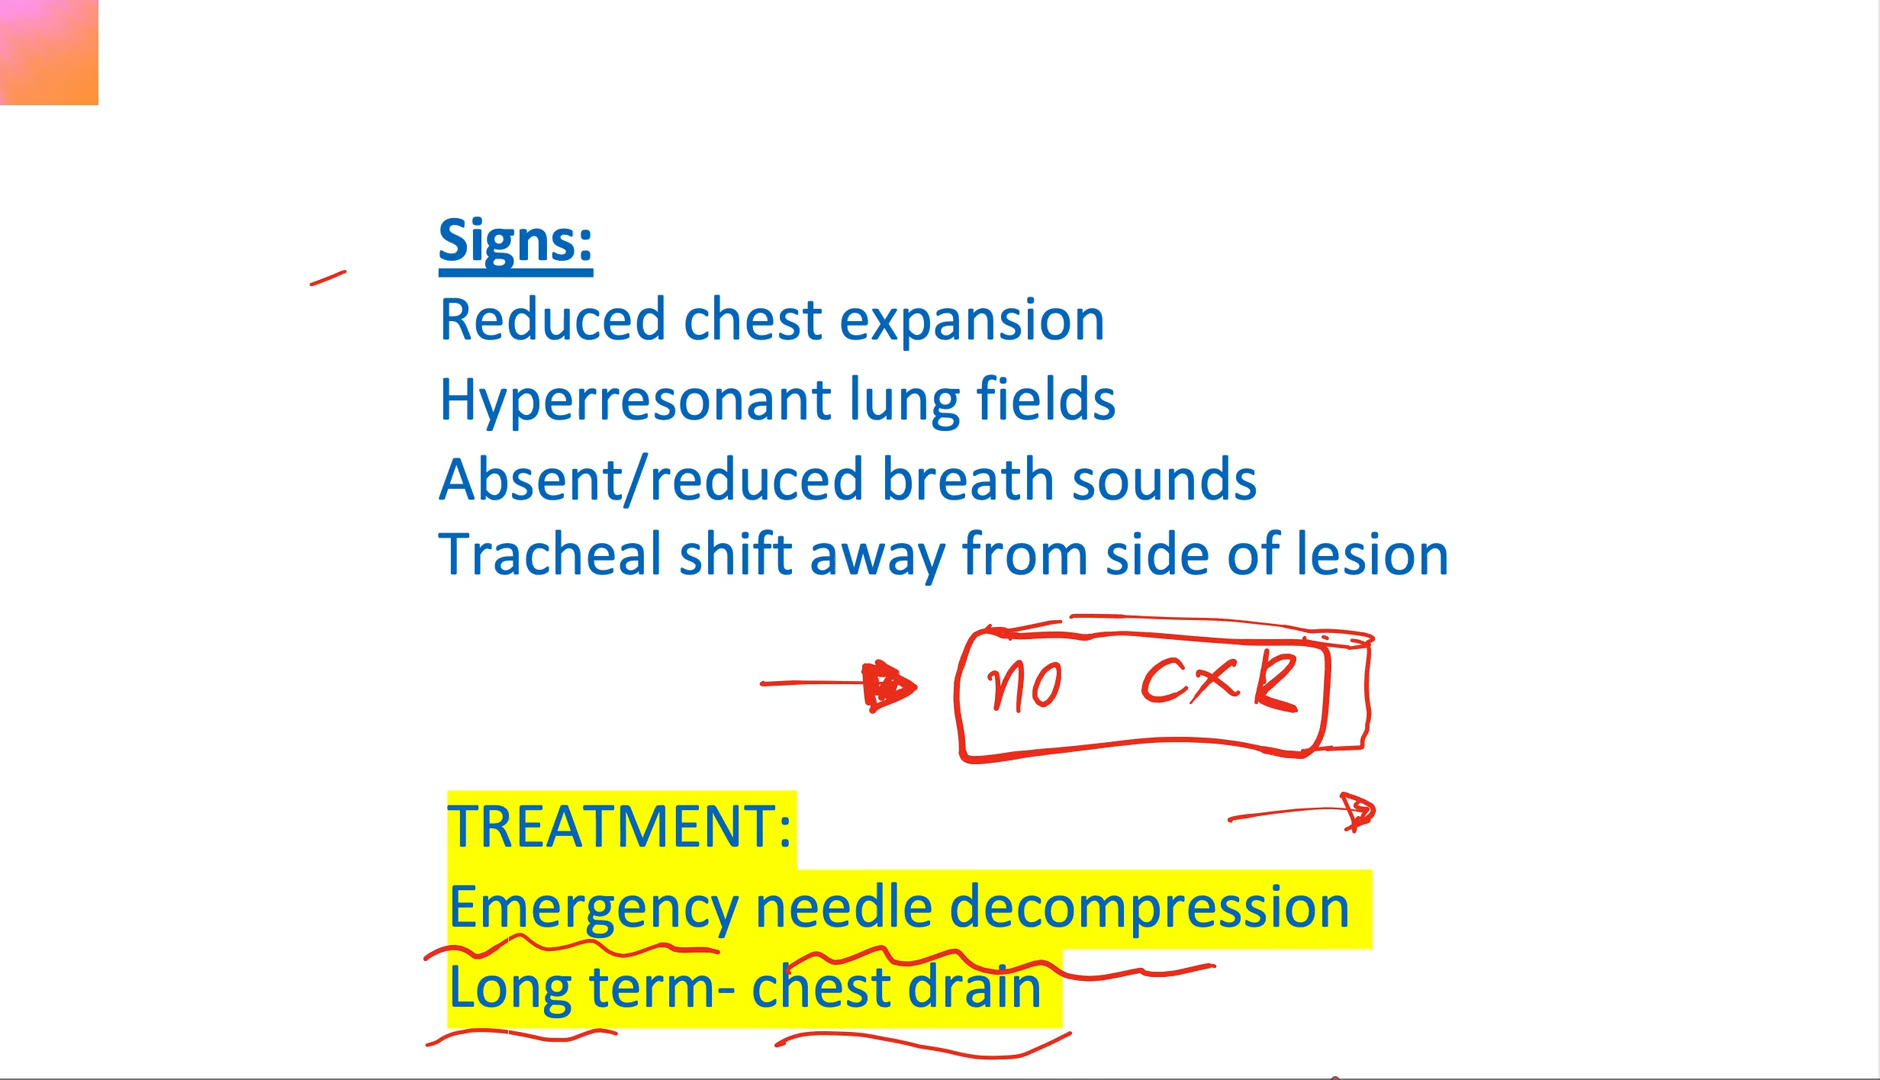 Signs:
Reduced chest expansion
Hyperresonant lung fields
Absent/reduced breath sounds
Tracheal shift away from side of lesion
no CXR
TREATMENT:
Emergency needle decompression
Long term- chest drain